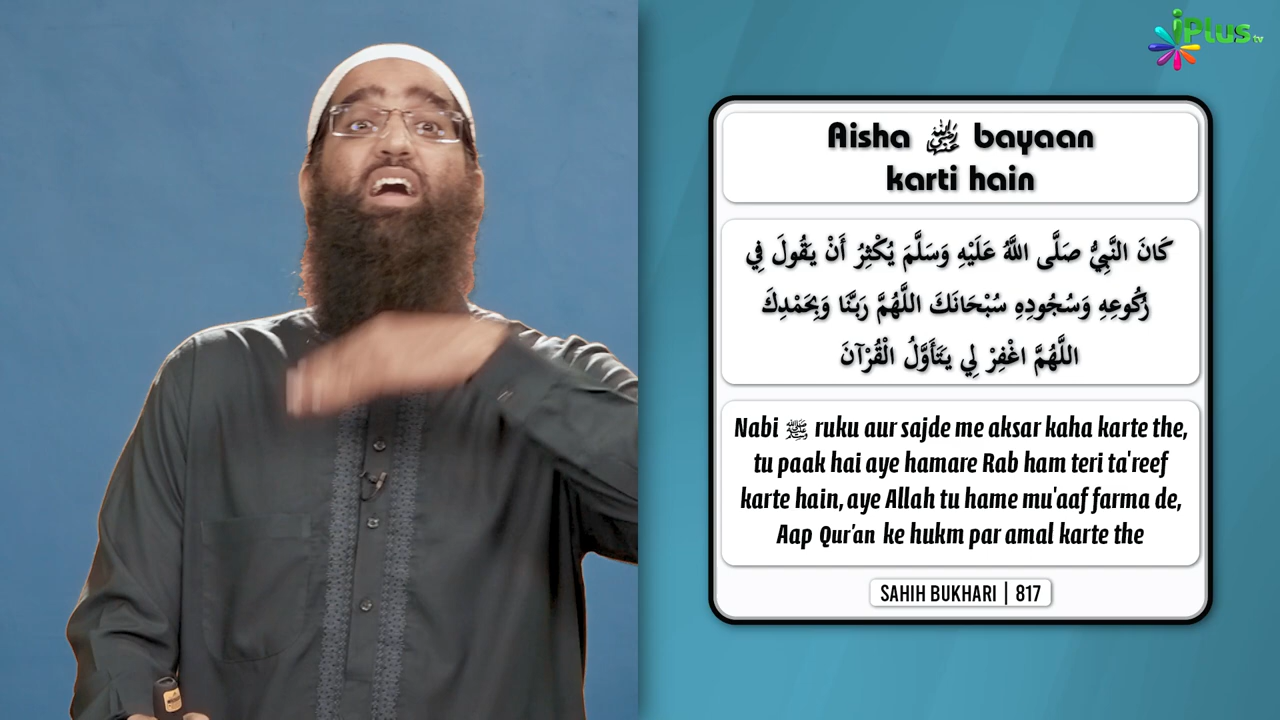 iPlus tv
Aisha رضي الله عنها bayaan
karti hain
كَانَ النَّبِيُّ صَلَّى اللَّهُ عَلَيْهِ وَسَلَّمَ يُكْثِرُ أَنْ يَقُولَ فِي
رُكُوعِهِ وَسُجُودِهِ سُبْحَانَكَ اللَّهُمَّ رَبَّنَا وَبِحَمْدِكَ
اللَّهُمَّ اغْفِرْ لِي يَتَأَوَّلُ الْقُرْآنَ
Nabi ﷺ ruku aur sajde me aksar kaha karte the,
tu paak hai aye hamare Rab ham teri ta'reef
karte hain, aye Allah tu hame mu'aaf farma de,
Aap Qur'an ke hukm par amal karte the
SAHIH BUKHARI | 817